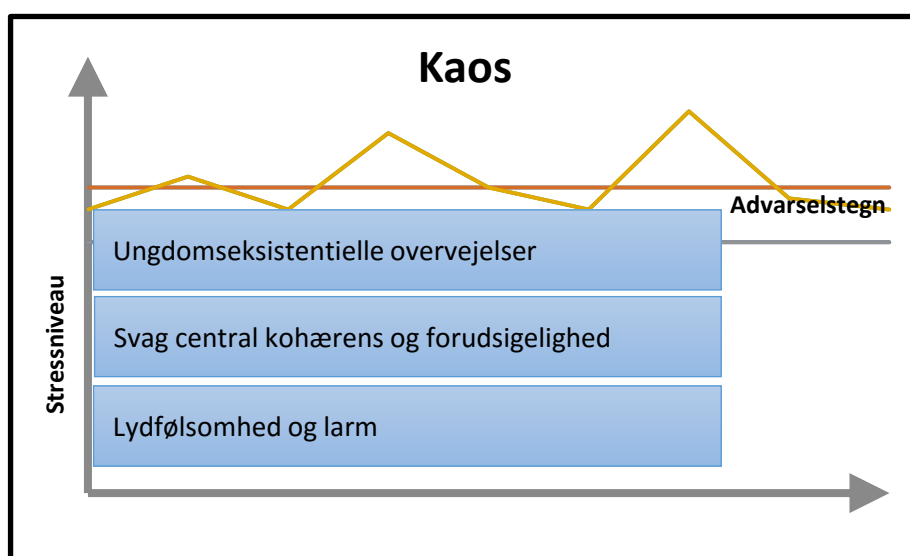 Kaos
Advarselstegn
Ungdomseksistentielle overvejelser
Svag central kohærens og forudsigelighed
Lydfølsomhed og larm
Stressniveau